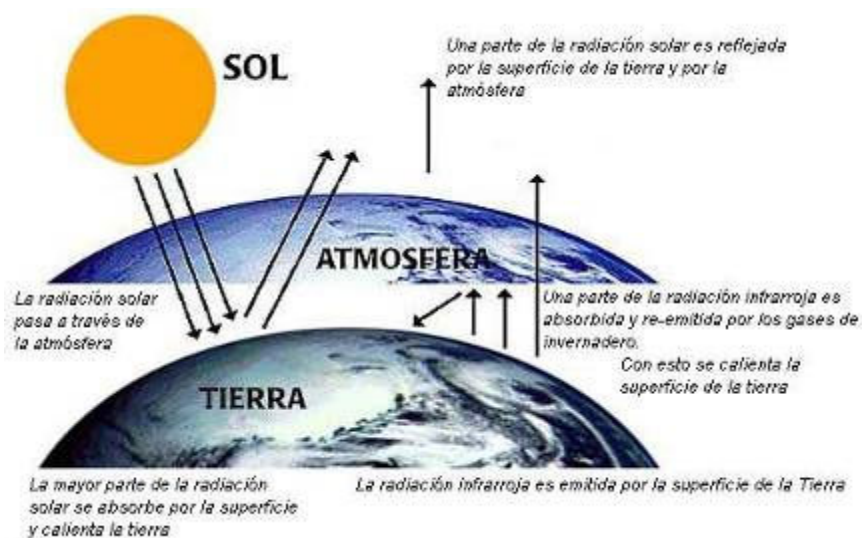 SOL
Una parte de la radiación solar es reflejada
por la superficie de la tierra y por la
atmósfera
ATMOSFERA
La radiación solar
pasa a través de
la atmósfera
Una parte de la radiación infrarroja es
absorbida y re-emitida por los gases de
invernadero.
Con esto se calienta la
superficie de la tierra
TIERRA
La mayor parte de la radiación
solar se absorbe por la superficie
y calienta la tierra
La radiación infrarroja es emitida por la superficie de la Tierra